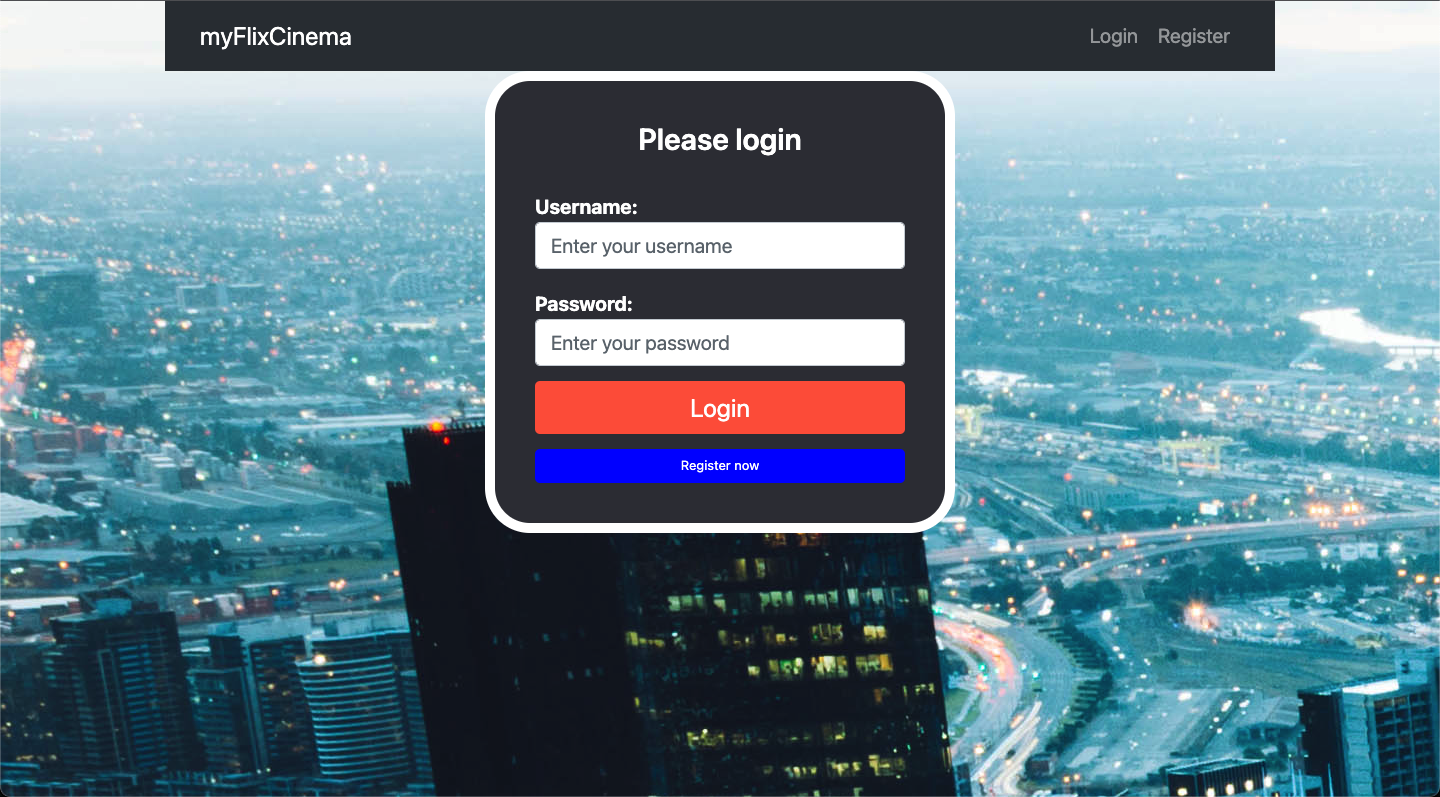 myFlixCinema
Login Register
Please login
Username:
Enter your username
Password:
Enter your password
Login
Register now